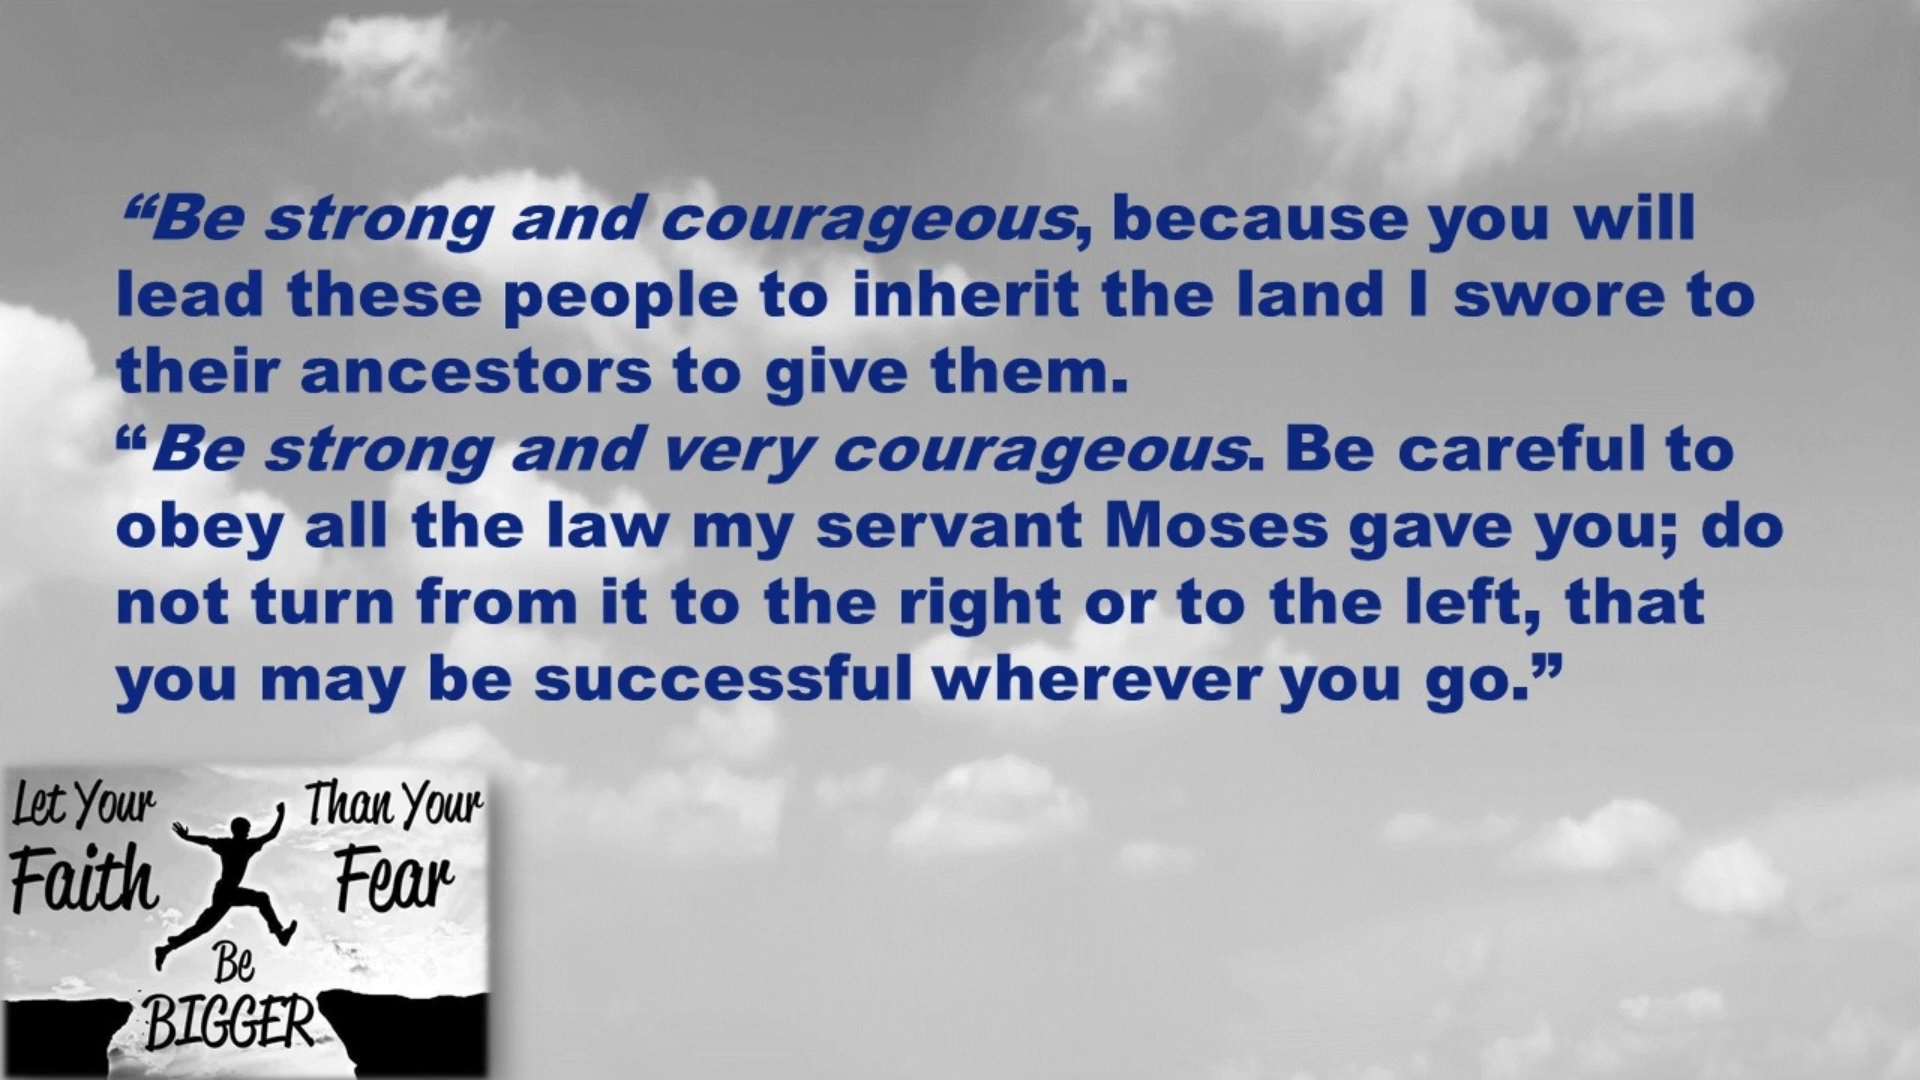 “Be strong and courageous, because you will
lead these people to inherit the land I swore to
their ancestors to give them.
“Be strong and very courageous. Be careful to
obey all the law my servant Moses gave you; do
not turn from it to the right or to the left, that
you may be successful wherever you go.”
Let Your
Faith
Be
BIGGER
Than Your
Fear